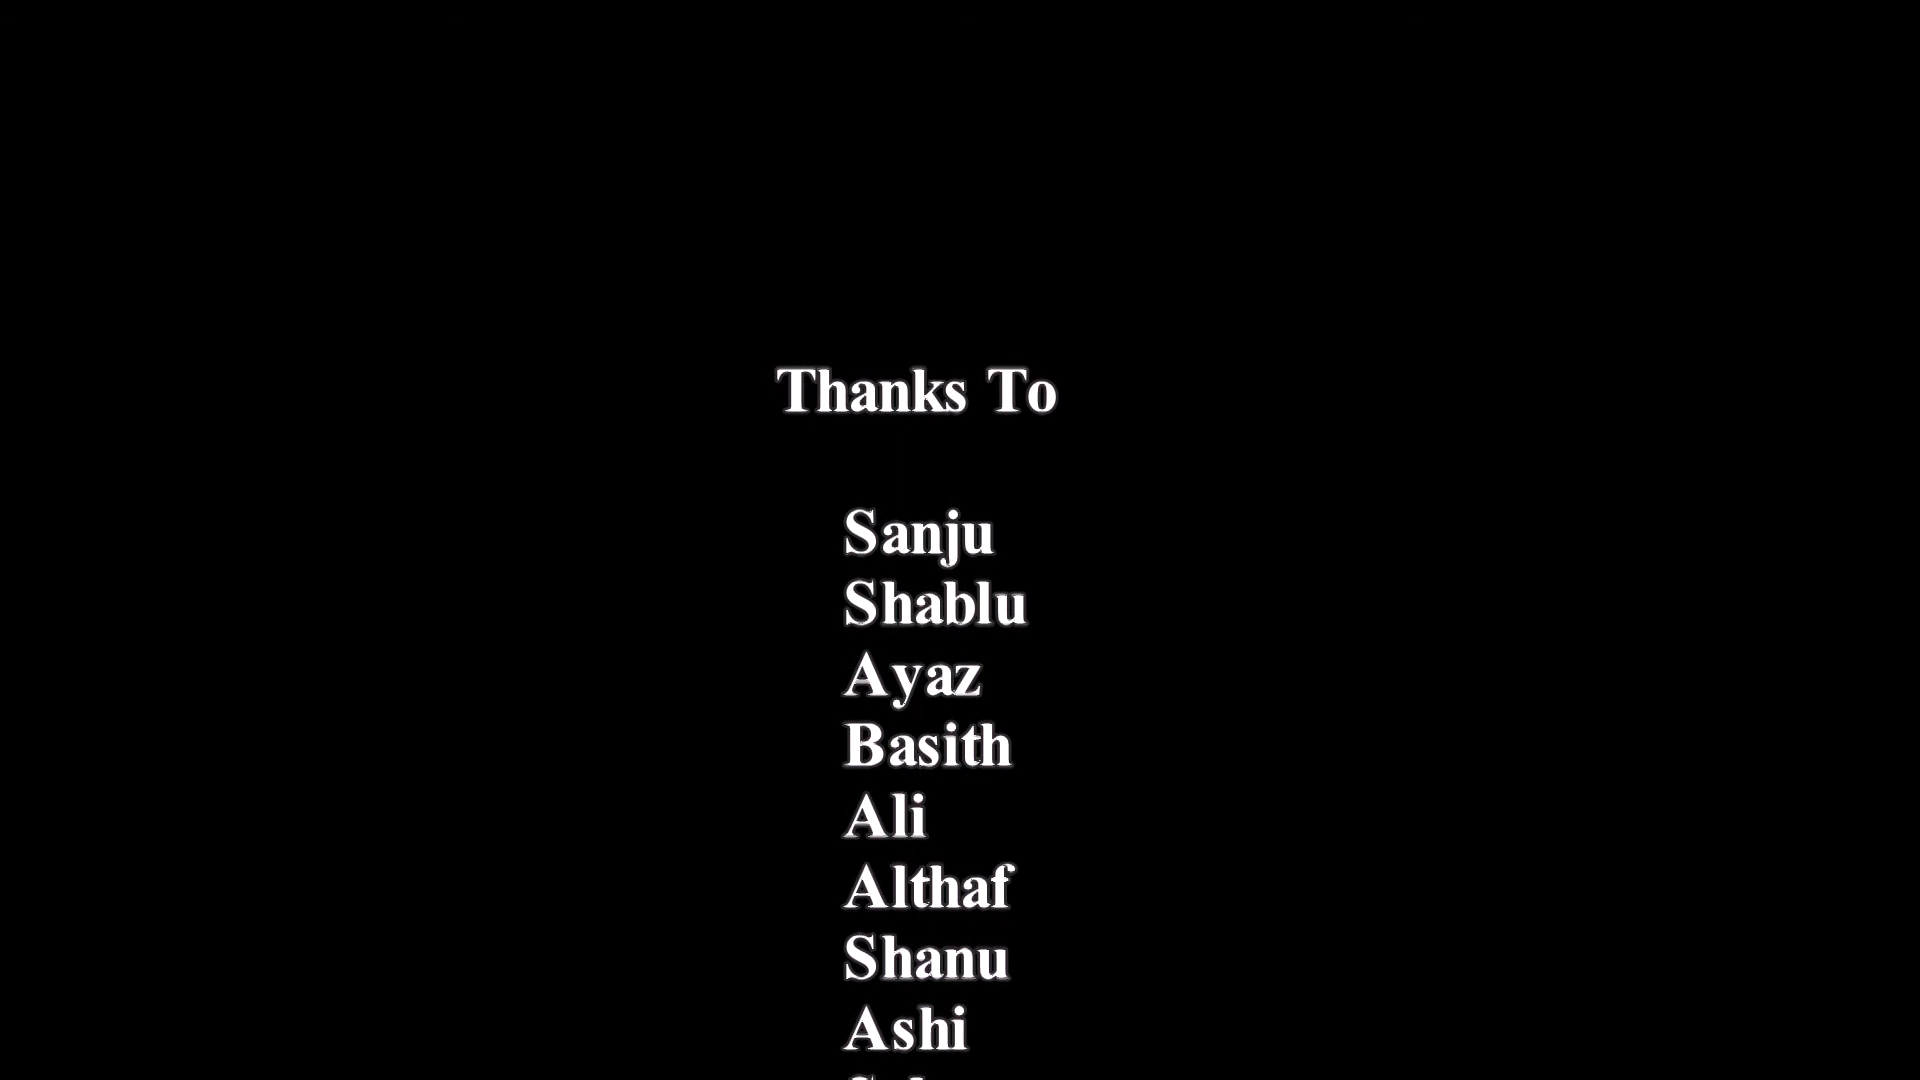 Thanks To
Sanju
Shablu
Ayaz
Basith
Ali
Althaf
Shanu
Ashi